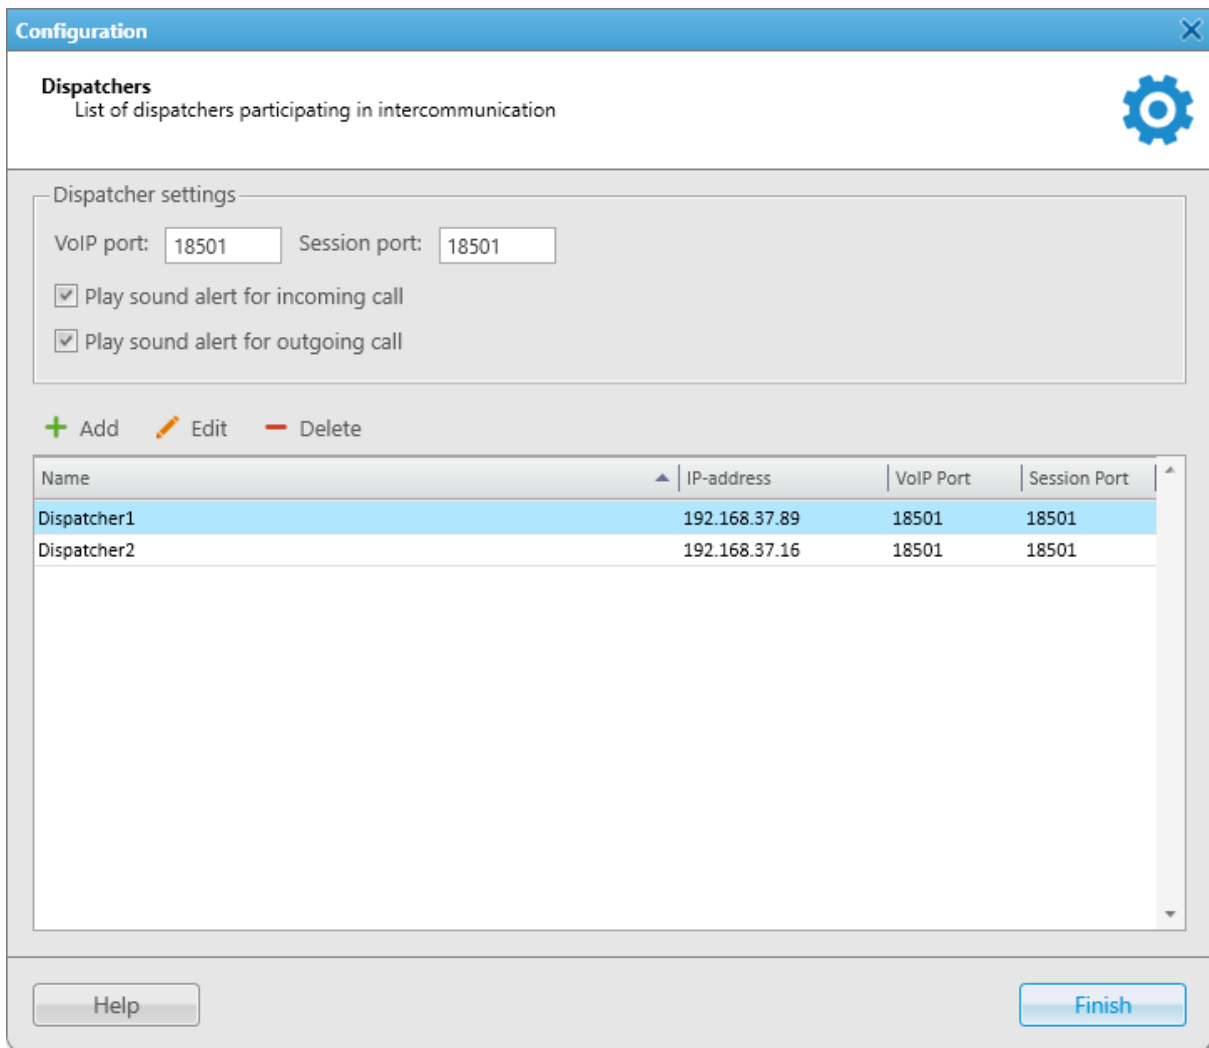 Configuration
Dispatchers
List of dispatchers participating in intercommunication
Dispatcher settings
VoIP port: 18501 Session port: 18501
Play sound alert for incoming call
Play sound alert for outgoing call
Add Edit Delete
Name IP-address VoIP Port Session Port
Dispatcher1 192.168.37.89 18501 18501
Dispatcher2 192.168.37.16 18501 18501
Help Finish